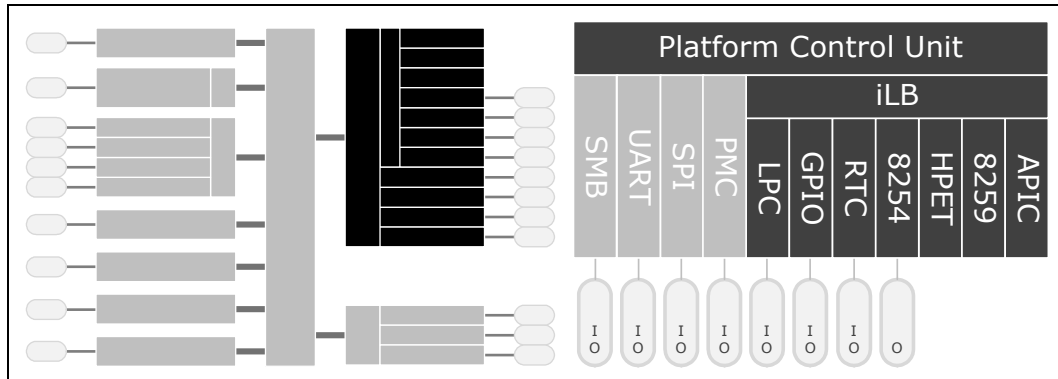 Platform Control Unit
iLB
SMB
UART
SPI
PMC
LPC
GPIO
RTC
8254
HPET
8259
APIC
I
O
I
O
I
O
I
O
I
O
I
O
I
O
O